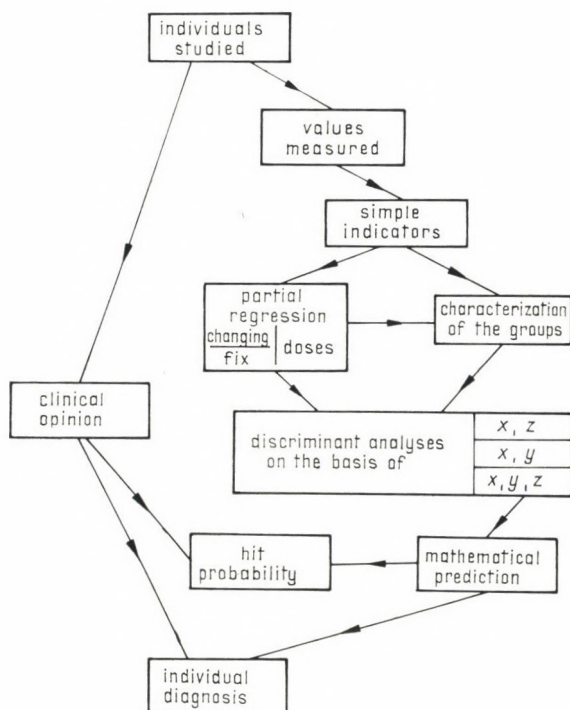 individuals
studied
values
measured
simple
indicators
partial
regression
changing
fix
doses
characterization
of the groups
clinical
opinion
discriminant analyses
on the basis of
x, z
x, y
x, y, z
hit
probability
mathematical
prediction
individual
diagnosis